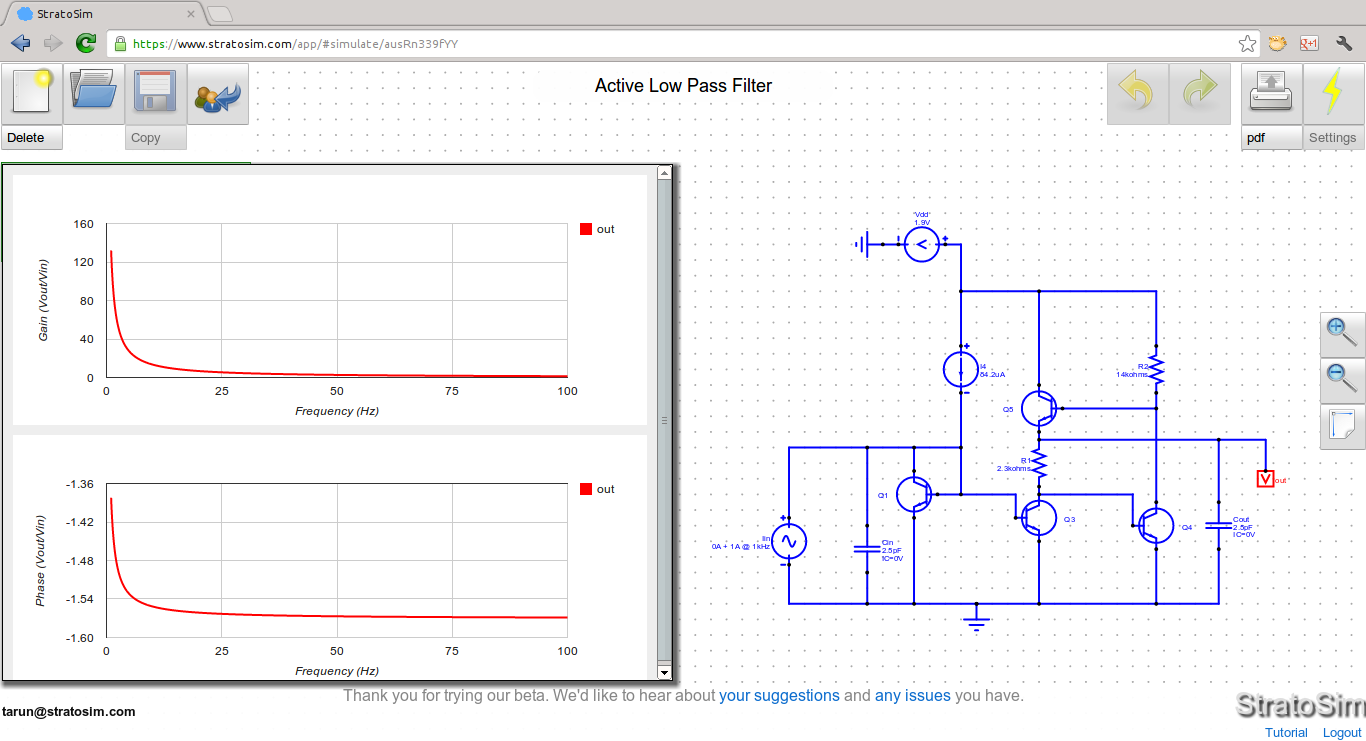 StratoSim
https://www.stratosim.com/app/#simulate/ausRn339fYY
Active Low Pass Filter
Delete
Copy
pdf
Settings
160
120
80
40
0
Gain (Vout/Vin)
0
25
50
75
100
Frequency (Hz)
out
-1.36
-1.42
-1.48
-1.54
-1.60
Phase (Vout/Vin)
0
25
50
75
100
Frequency (Hz)
out
Vdd
1.9V
I4
84.2uA
R2
14kohms
Q5
R1
2.3kohms
V out
Q1
Q3
Q4
Iin
0A + 1A @ 1kHz
Cin
2.5pF
IC=0V
Cout
2.5pF
IC=0V
Thank you for trying our beta. We'd like to hear about your suggestions and any issues you have.
tarun@stratosim.com
StratoSim
Tutorial
Logout